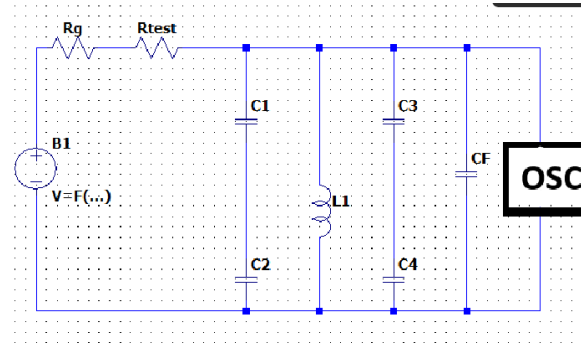 Rg
Rtest
C1
C3
B1
CF
OSC
V=F(...)
L1
C2
C4